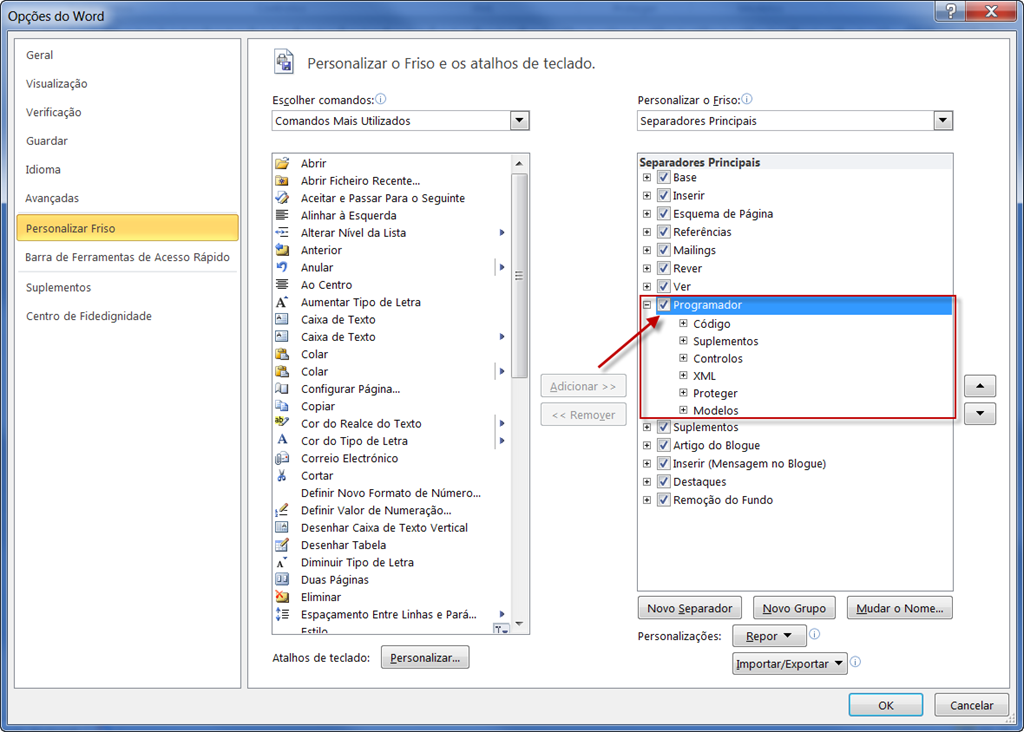 Opções do Word
Geral
Visualização
Verificação
Guardar
Idioma
Avançadas
Personalizar Friso
Barra de Ferramentas de Acesso Rápido
Suplementos
Centro de Fidedignidade
Personalizar o Friso e os atalhos de teclado.
Escolher comandos:
Comandos Mais Utilizados
Abrir
Abrir Ficheiro Recente...
Aceitar e Passar Para o Seguinte
Alinhar à Esquerda
Alterar Nível da Lista
Anterior
Anular
Ao Centro
Aumentar Tipo de Letra
Caixa de Texto
Caixa de Texto
Colar
Colar
Configurar Página...
Copiar
Cor do Realce do Texto
Cor do Tipo de Letra
Correio Electrónico
Cortar
Definir Novo Formato de Número...
Definir Valor de Numeração...
Desenhar Caixa de Texto Vertical
Desenhar Tabela
Diminuir Tipo de Letra
Duas Páginas
Eliminar
Espaçamento Entre Linhas e Pará...
Estilo
Atalhos de teclado:
Personalizar...
Adicionar >>
<< Remover
Personalizar o Friso:
Separadores Principais
Separadores Principais
Base
Inserir
Esquema de Página
Referências
Mailings
Rever
Ver
Programador
Código
Suplementos
Controlos
XML
Proteger
Modelos
Suplementos
Artigo do Blogue
Inserir (Mensagem no Blogue)
Destaques
Remoção do Fundo
Novo Separador
Novo Grupo
Mudar o Nome...
Personalizações:
Repor
Importar/Exportar
OK
Cancelar